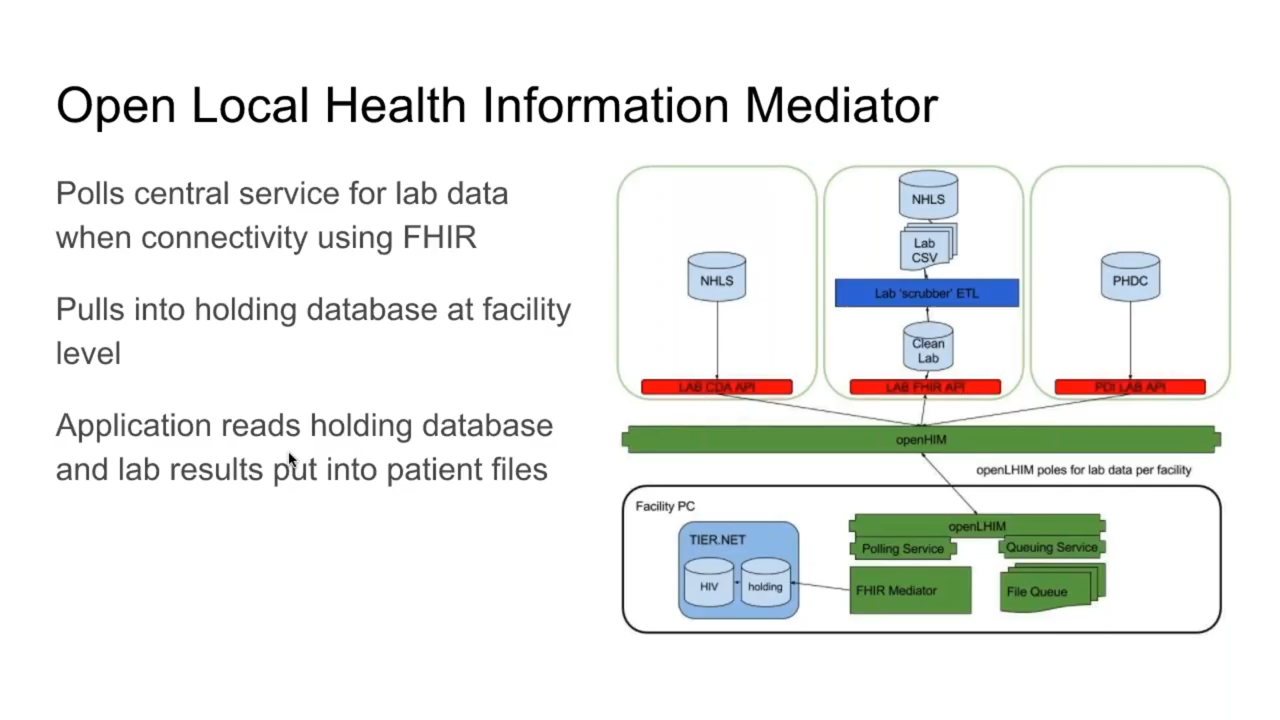 Open Local Health Information Mediator
Polls central service for lab data
when connectivity using FHIR
Pulls into holding database at facility
level
Application reads holding database
and lab results put into patient files
NHLS
LAB CDA API
NHLS
Lab
CSV
Lab 'scrubber' ETL
Clean
Lab
LAB FHIR API
PHDC
PDI LAB API
openHIM
openLHIM poles for lab data per facility
Facility PC
TIER.NET
HIV
holding
openLHIM
Polling Service
Queuing Service
FHIR Mediator
File Queue